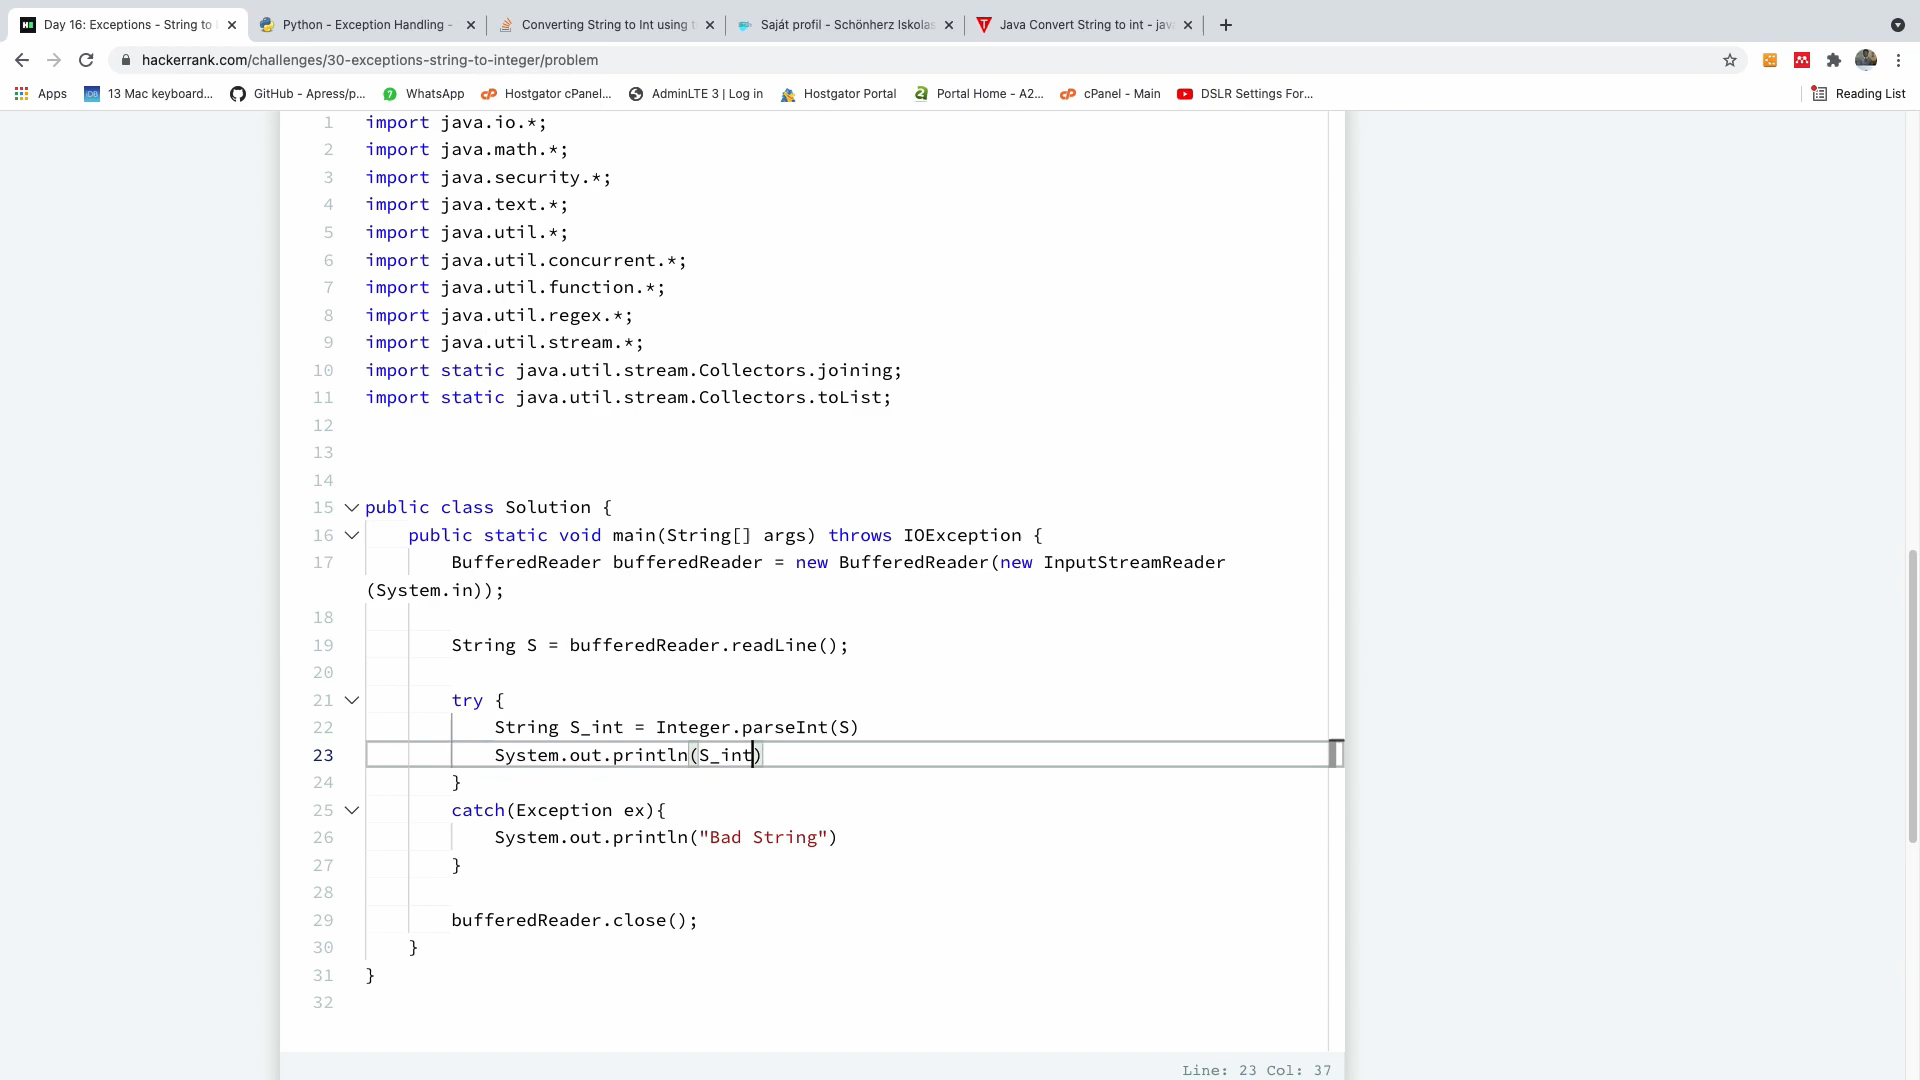 Day 16: Exceptions - String to
Python - Exception Handling -
Converting String to Int using t
Saját profil - Schönherz Iskolas
Java Convert String to int - jav
hackerrank.com/challenges/30-exceptions-string-to-integer/problem
Apps
13 Mac keyboard...
GitHub - Apress/p...
WhatsApp
Hostgator cPanel...
AdminLTE 3 | Log in
Hostgator Portal
Portal Home - A2...
cPanel - Main
DSLR Settings For...
Reading List
1 import java.io.*;
2 import java.math.*;
3 import java.security.*;
4 import java.text.*;
5 import java.util.*;
6 import java.util.concurrent.*;
7 import java.util.function.*;
8 import java.util.regex.*;
9 import java.util.stream.*;
10 import static java.util.stream.Collectors.joining;
11 import static java.util.stream.Collectors.toList;
12
13
14
15 public class Solution {
16 public static void main(String[] args) throws IOException {
17 BufferedReader bufferedReader = new BufferedReader(new InputStreamReader
(System.in));
18
19 String S = bufferedReader.readLine();
20
21 try {
22 String S_int = Integer.parseInt(S)
23 System.out.println(S_int)
24 }
25 catch(Exception ex){
26 System.out.println("Bad String")
27 }
28
29 bufferedReader.close();
30 }
31 }
32
Line: 23 Col: 37